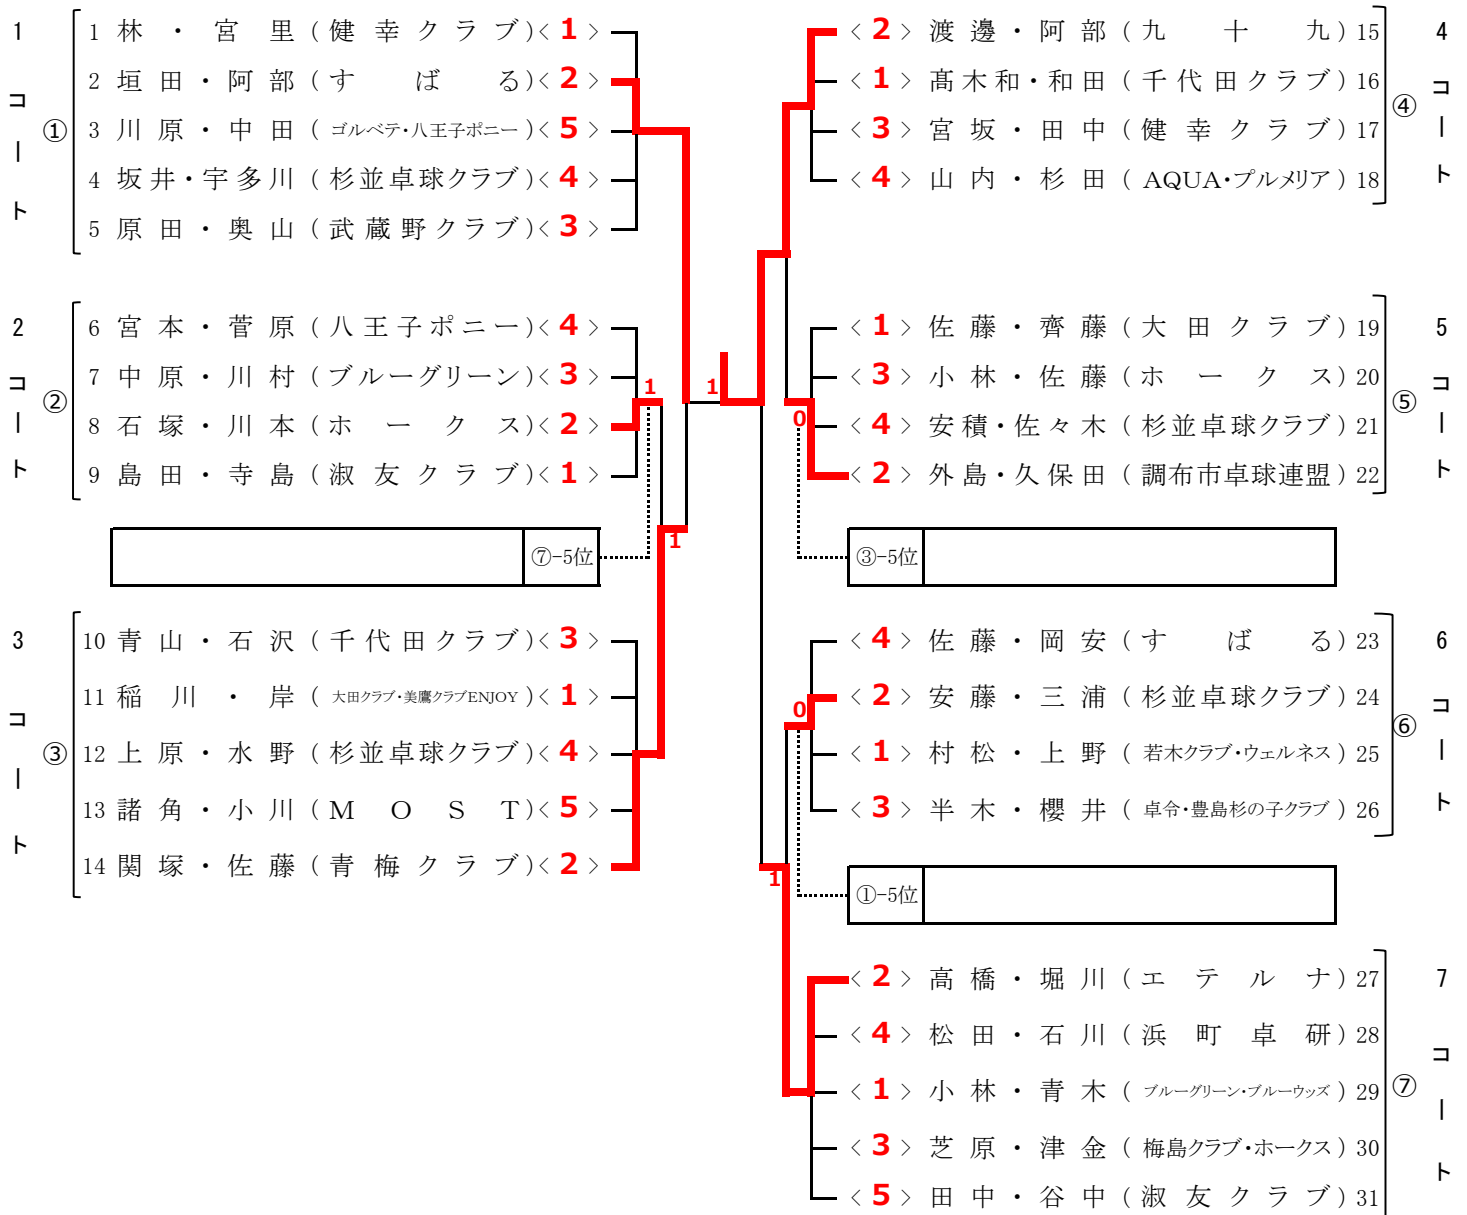 1コート
①
1 林・宮里(健幸クラブ)<1>
2 垣田・阿部(すばる)<2>
3 川原・中田(ゴルベテ・八王子ポニー)<5>
4 坂井・宇多川(杉並卓球クラブ)<4>
5 原田・奥山(武蔵野クラブ)<3>
2コート
②
6 宮本・菅原(八王子ポニー)<4>
7 中原・川村(ブルーグリーン)<3>
8 石塚・川本(ホークス)<2>
9 島田・寺島(淑友クラブ)<1>
1
⑦-5位
1
3コート
③
10 青山・石沢(千代田クラブ)<3>
11 稲川・岸(大田クラブ・美鷹クラブENJOY)<1>
12 上原・水野(杉並卓球クラブ)<4>
13 諸角・小川(MOST)<5>
14 関塚・佐藤(青梅クラブ)<2>
1
4コート
④
<2>渡邊・阿部(九十九)15
<1>髙木和・和田(千代田クラブ)16
<3>宮坂・田中(健幸クラブ)17
<4>山内・杉田(AQUA・プルメリア)18
5コート
⑤
<1>佐藤・齊藤(大田クラブ)19
<3>小林・佐藤(ホークス)20
<4>安積・佐々木(杉並卓球クラブ)21
<2>外島・久保田(調布市卓球連盟)22
0
③-5位
6コート
⑥
<4>佐藤・岡安(すばる)23
<2>安藤・三浦(杉並卓球クラブ)24
<1>村松・上野(若木クラブ・ウェルネス)25
<3>半木・櫻井(卓令・豊島杉の子クラブ)26
0
①-5位
1
7コート
⑦
<2>高橋・堀川(エテルナ)27
<4>松田・石川(浜町卓研)28
<1>小林・青木(ブルーグリーン・ブルーウッズ)29
<3>芝原・津金(梅島クラブ・ホークス)30
<5>田中・谷中(淑友クラブ)31